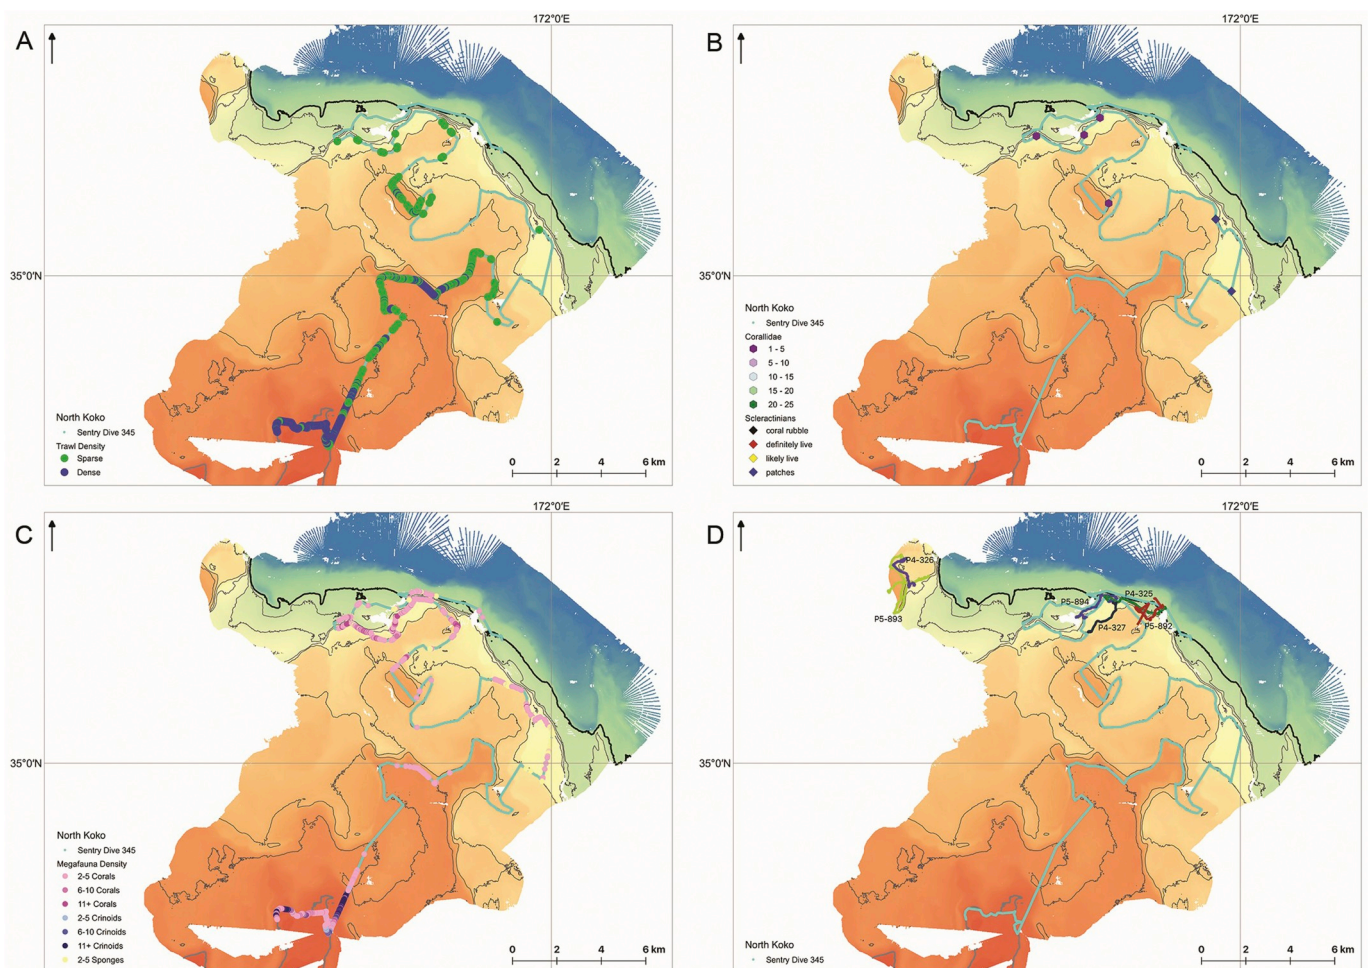 172°0'E
A
35°0'N
North Koko
Sentry Dive 345
Trawl Density
Sparse
Dense
0 2 4 6 km
172°0'E
B
35°0'N
North Koko
Sentry Dive 345
Corallidae
1 - 5
5 - 10
10 - 15
15 - 20
20 - 25
Scleractinians
coral rubble
definitely live
likely live
patches
0 2 4 6 km
172°0'E
C
35°0'N
North Koko
Sentry Dive 345
Megafauna Density
2-5 Corals
6-10 Corals
11+ Corals
2-5 Crinoids
6-10 Crinoids
11+ Crinoids
2-5 Sponges
0 2 4 6 km
172°0'E
D
P4-326
P5-893
P5-894
P4-325
P4-327
P5-892
35°0'N
North Koko
Sentry Dive 345
0 2 4 6 km